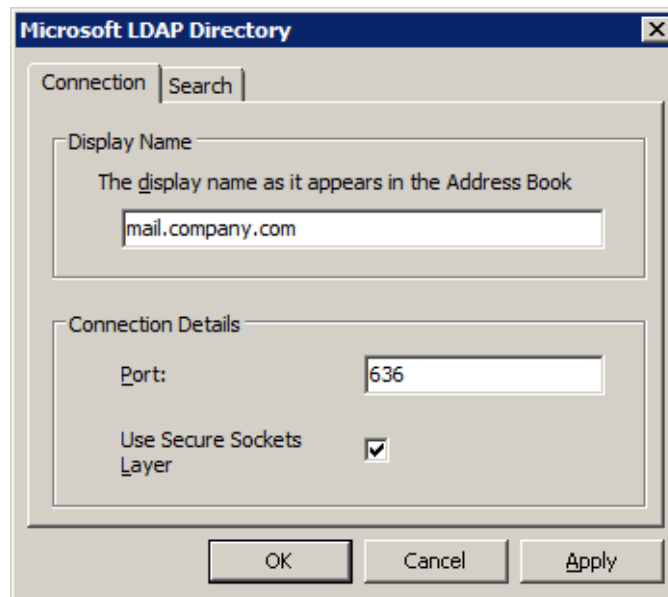 Microsoft LDAP Directory
Connection
Search
Display Name
The display name as it appears in the Address Book
mail.company.com
Connection Details
Port:
636
Use Secure Sockets
Layer
OK
Cancel
Apply